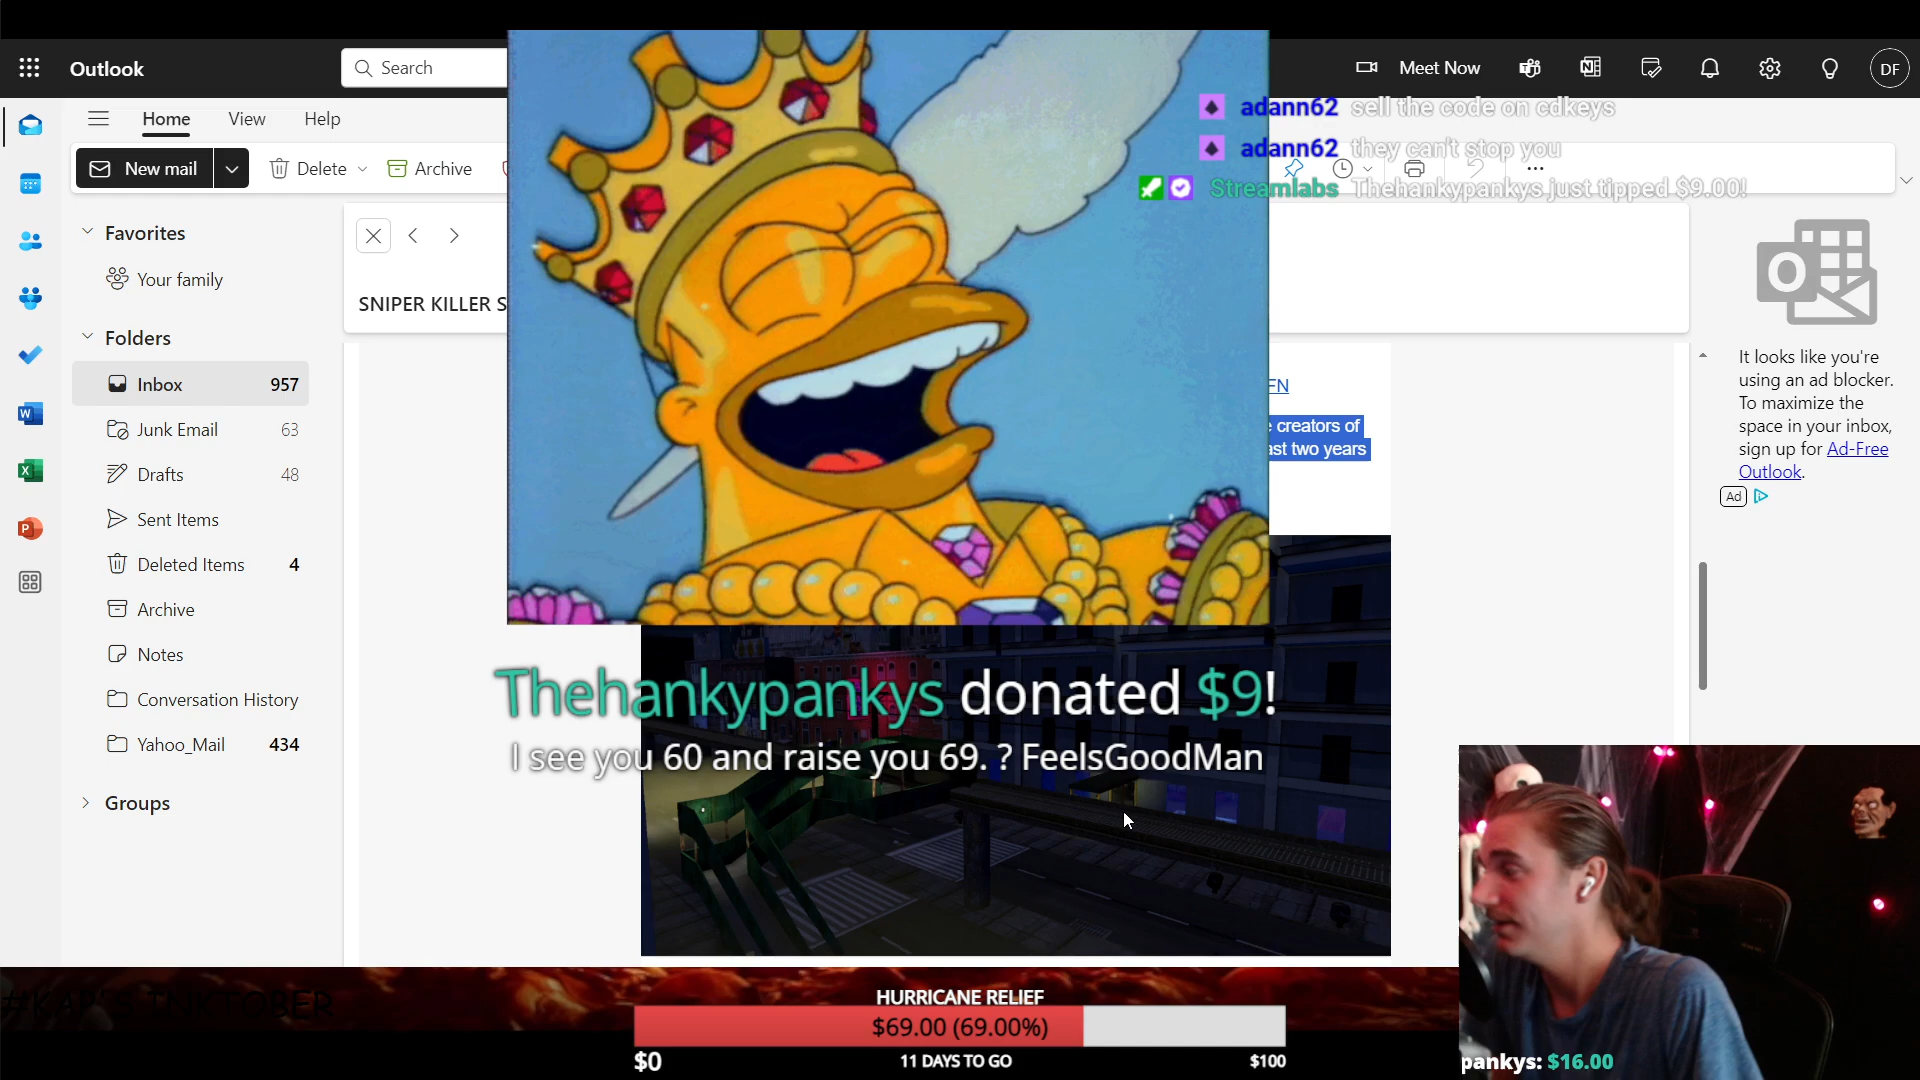 Outlook
Search
Meet Now
DF
Home View Help
adann62 sell the code on cdkeys
adann62 they can't stop you
Streamlabs Thehankypankys just tipped $9.00!
New mail
Delete
Archive
Favorites
Your family
SNIPER KILLER S
Folders
Inbox 957
Junk Email 63
Drafts 48
Sent Items
Deleted Items 4
Archive
Notes
Conversation History
Yahoo_Mail 434
Groups
EN
creators of
ast two years
It looks like you're
using an ad blocker.
To maximize the
space in your inbox,
sign up for Ad-Free
Outlook.
Ad
Thehankypankys donated $9!
I see you 60 and raise you 69. ? FeelsGoodMan
#KAP'S INKTOBER
HURRICANE RELIEF
$69.00 (69.00%)
$0 11 DAYS TO GO $100
pankys: $16.00